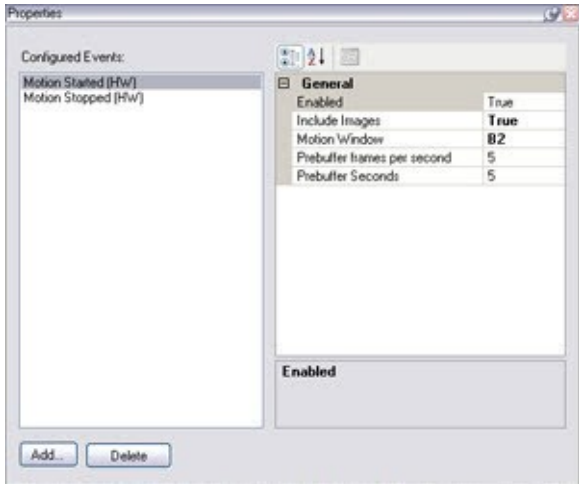 Properties
Configured Events:
Motion Started (HW)
Motion Stopped (HW)
General
Enabled True
Include Images True
Motion Window B2
Prebuffer frames per second 5
Prebuffer Seconds 5
Enabled
Add...
Delete